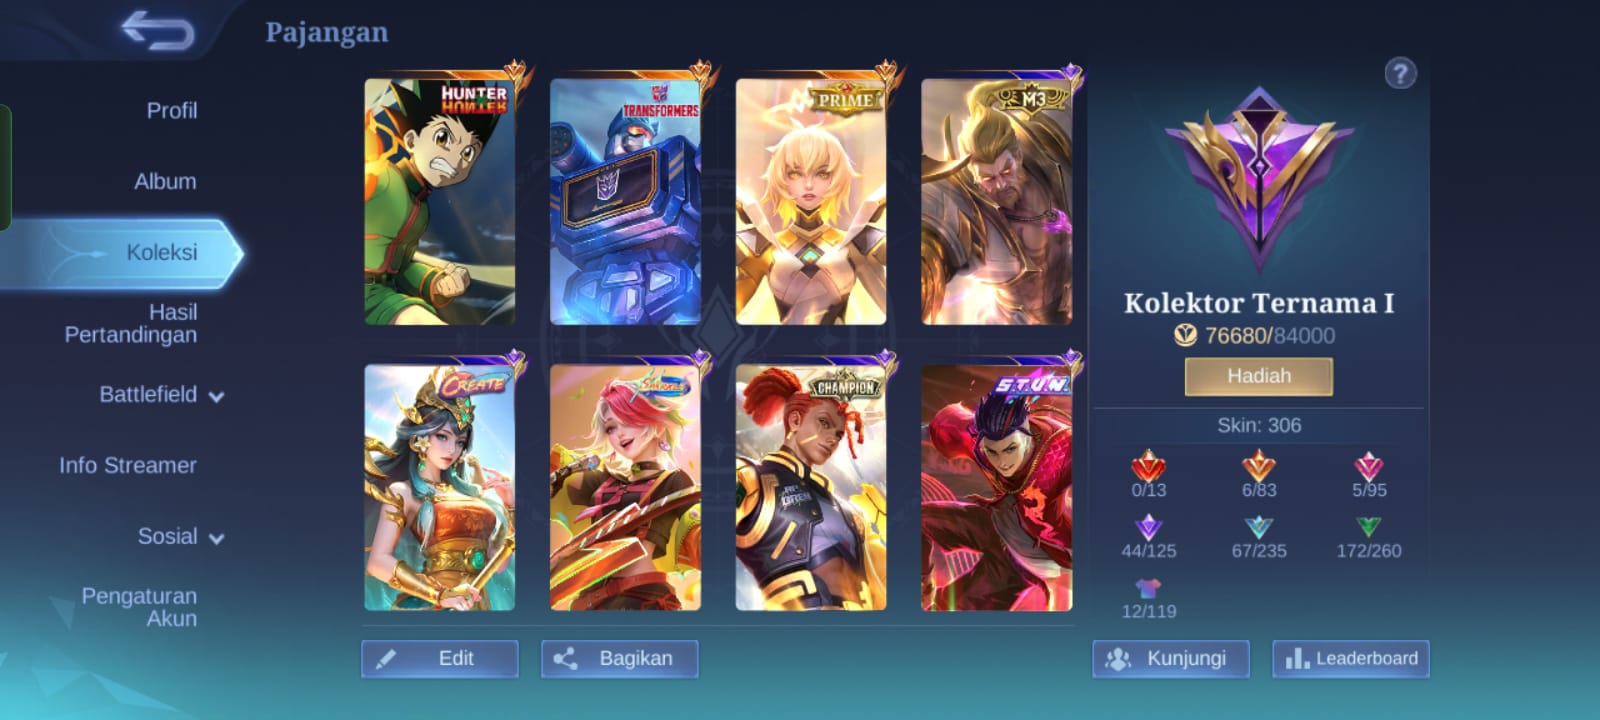 Pajangan
Profil
Album
Koleksi
Hasil
Pertandingan
Battlefield
Info Streamer
Sosial
Pengaturan
Akun
HUNTER
HUNTER
TRANSFORMERS
PRIME
M3
CREATE
CHAMPION
S.T.U.N.
?
Kolektor Ternama I
76680/84000
Hadiah
Skin: 306
0/13
6/83
5/95
44/125
67/235
172/260
12/119
Edit
Bagikan
Kunjungi
Leaderboard